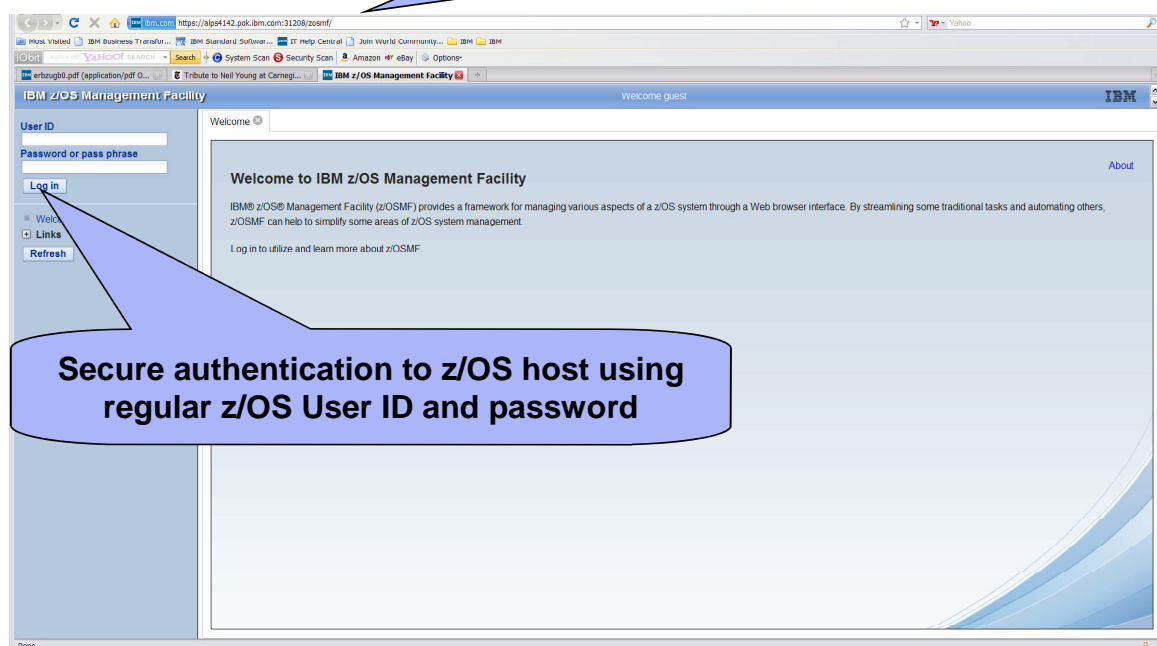 ibm.com https://alps4142.pok.ibm.com:31208/zosmf/ Yahoo
Most Visited IBM Business Transfor... IBM Standard Softwar... IT Help Central Join World Community... IBM IBM
IObit YAHOO! SEARCH Search System Scan Security Scan Amazon eBay Options
erbzugb0.pdf (application/pdf O... Tribute to Neil Young at Carnegi... IBM z/OS Management Facility
IBM z/OS Management Facility Welcome guest IBM
User ID
Password or pass phrase
Log in
Welc
Links
Refresh
Welcome
About
Welcome to IBM z/OS Management Facility
IBM® z/OS® Management Facility (z/OSMF) provides a framework for managing various aspects of a z/OS system through a Web browser interface. By streamlining some traditional tasks and automating others,
z/OSMF can help to simplify some areas of z/OS system management.
Log in to utilize and learn more about z/OSMF.
Secure authentication to z/OS host using
regular z/OS User ID and password
Done